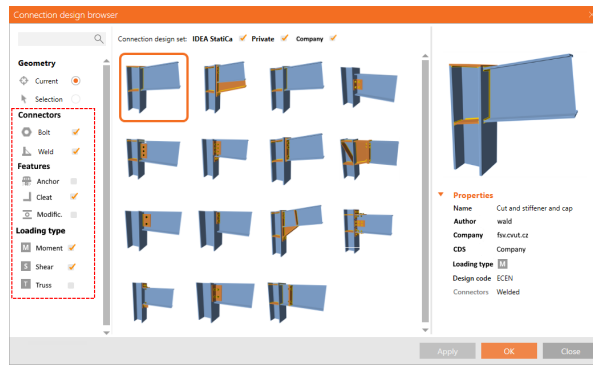 Connection design browser
Connection design set: IDEA StatiCa Private Company
Geometry
Current
Selection
Connectors
Bolt
Weld
Features
Anchor
Cleat
Modific.
Loading type
M Moment
S Shear
T Truss
Properties
Name Cut and stiffener and cap
Author wald
Company fsv.cvut.cz
CDS Company
Loading type M
Design code ECEN
Connectors Welded
Apply OK Close